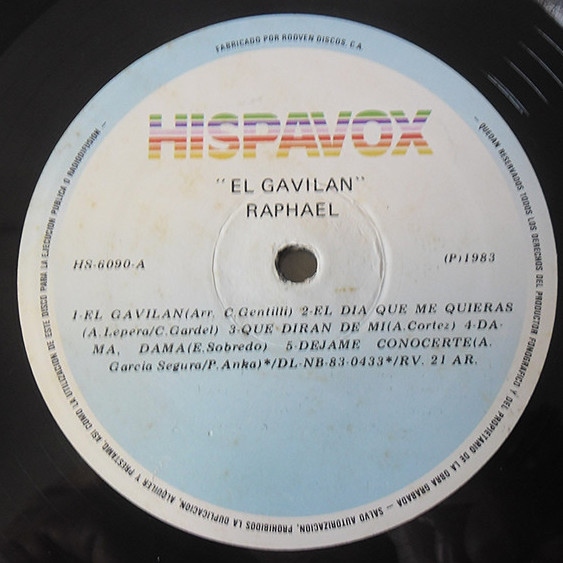 FABRICADO POR RODVEN DISCOS, C.A.
HISPAVOX
"EL GAVILAN"
RAPHAEL
HS-6090-A
(P)1983
1-EL GAVILAN(Arr. C.Gentilli) 2-EL DIA QUE ME QUIERAS
(A.Lepera/C.Gardel) 3-QUE DIRAN DE MI(A.Cortez) 4-DA-
MA, DAMA(E.Sobredo) 5-DEJAME CONOCERTE(A.
Garcia Segura/P.Anka)*/DL-NB-83-0433*/RV. 21 AR.
- QUEDAN RESERVADOS TODOS LOS DERECHOS DEL PRODUCTOR FONOGRAFICO Y DEL PROPIETARIO DE LA OBRA GRABADA - SALVO AUTORIZACION, PROHIBIDOS LA DUPLICACION, ALQUILER Y PRESTAMO, ASI COMO LA UTILIZACION DE ESTE DISCO PARA LA EJECUCION PUBLICA O RADIODIFUSION -